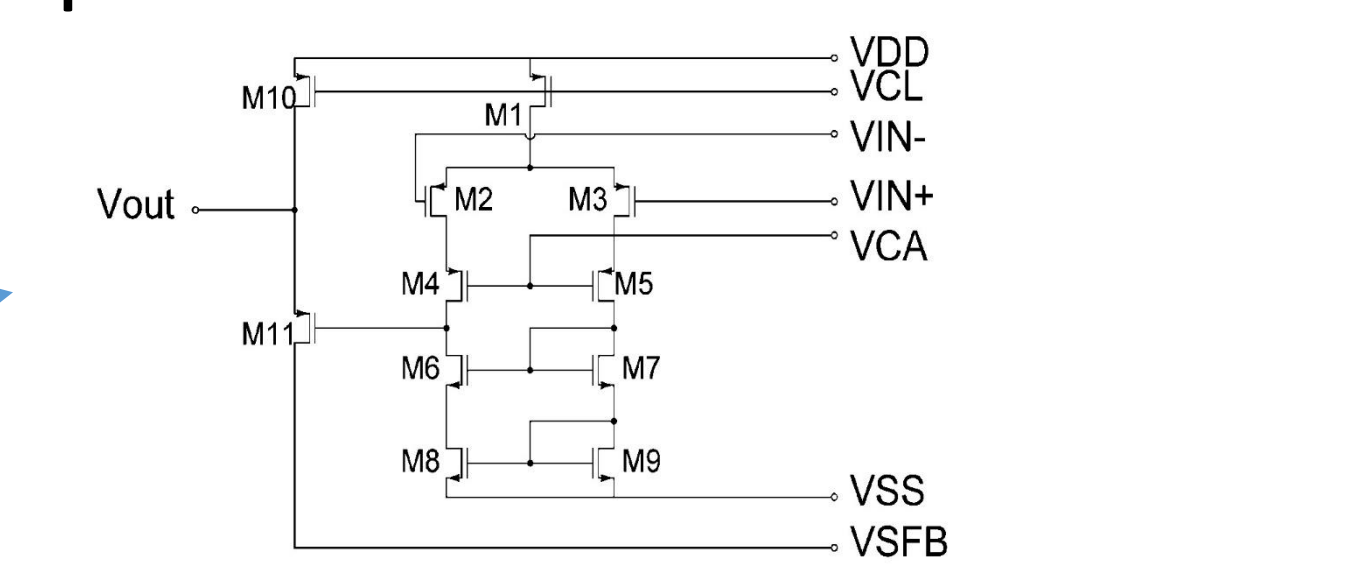 VDD
M10
VCL
M1
VIN-
Vout
M2
M3
VIN+
VCA
M4
M5
M11
M6
M7
M8
M9
VSS
VSFB